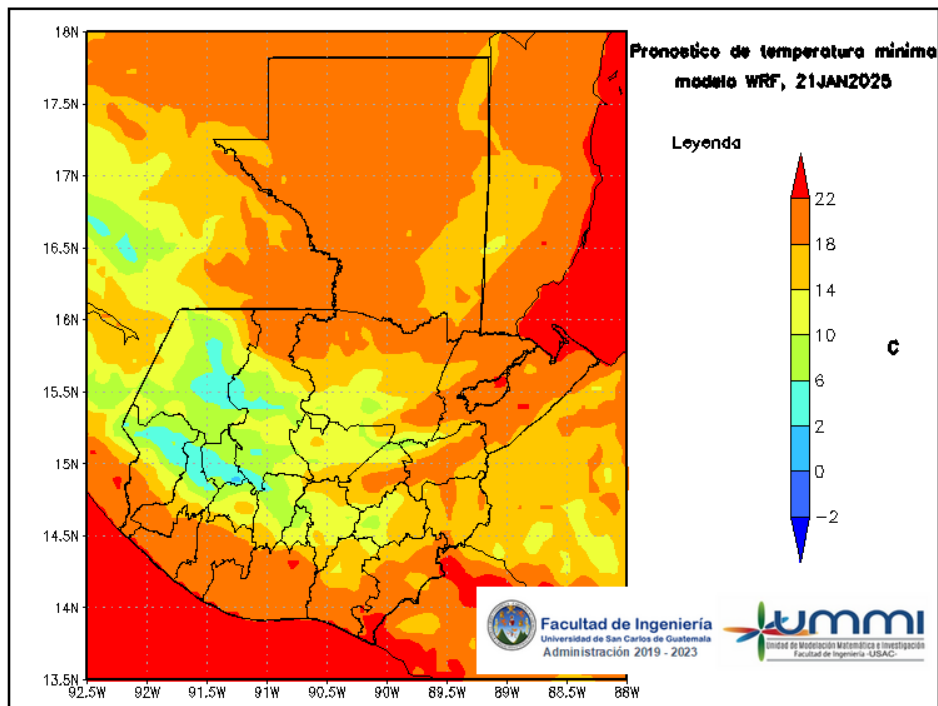 Pronostico de temperatura minima
modelo WRF, 21JAN2025
Leyenda
22
18
14
10
6
2
0
−2
C
18N
17.5N
17N
16.5N
16N
15.5N
15N
14.5N
14N
13.5N
92.5W
92W
91.5W
91W
90.5W
90W
89.5W
89W
88.5W
88W
Facultad de Ingeniería
Universidad de San Carlos de Guatemala
Administración 2019 - 2023
UMMI
Unidad de Modelación Matemática e Investigación
Facultad de Ingeniería -USAC-